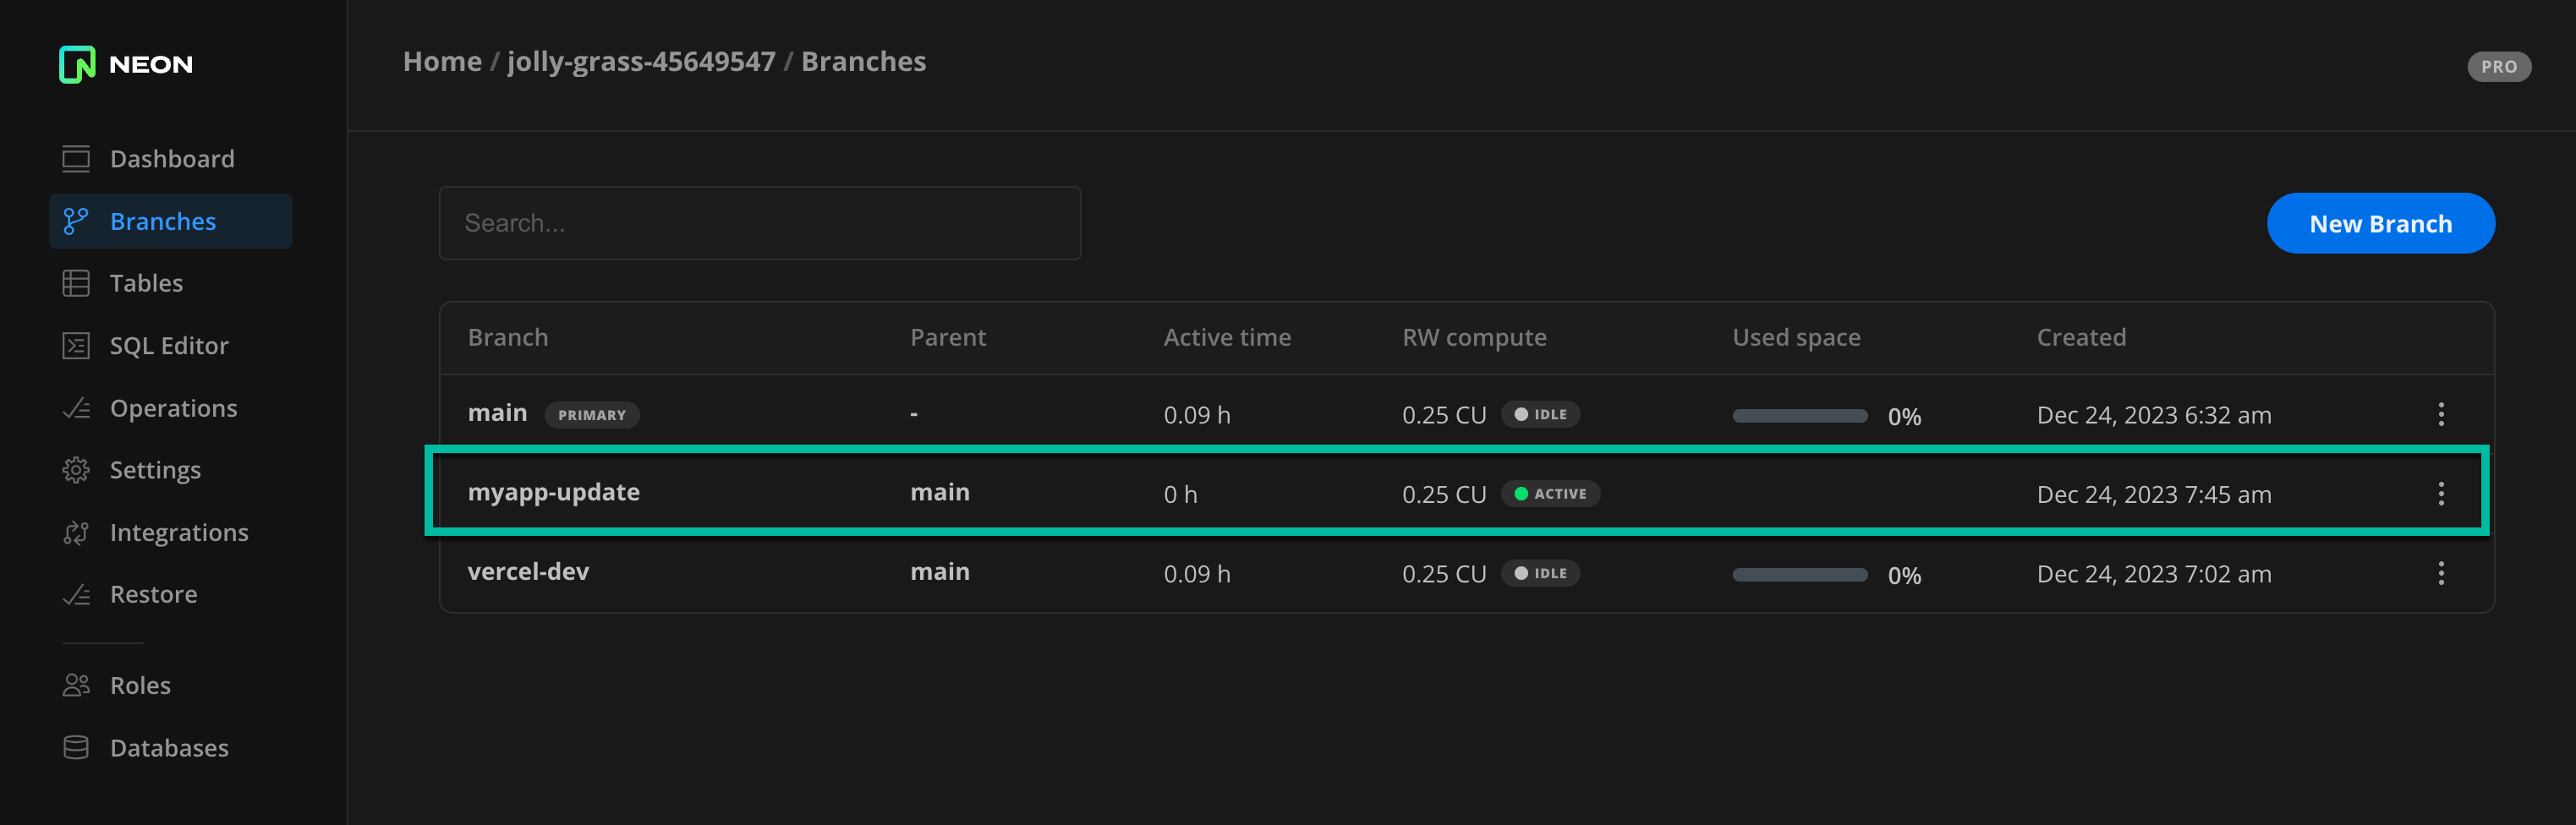 NEON
Home / jolly-grass-45649547 / Branches
PRO
Dashboard
Branches
Tables
SQL Editor
Operations
Settings
Integrations
Restore
Roles
Databases
Search...
New Branch
Branch Parent Active time RW compute Used space Created
main PRIMARY - 0.09 h 0.25 CU IDLE 0% Dec 24, 2023 6:32 am
myapp-update main 0 h 0.25 CU ACTIVE Dec 24, 2023 7:45 am
vercel-dev main 0.09 h 0.25 CU IDLE 0% Dec 24, 2023 7:02 am